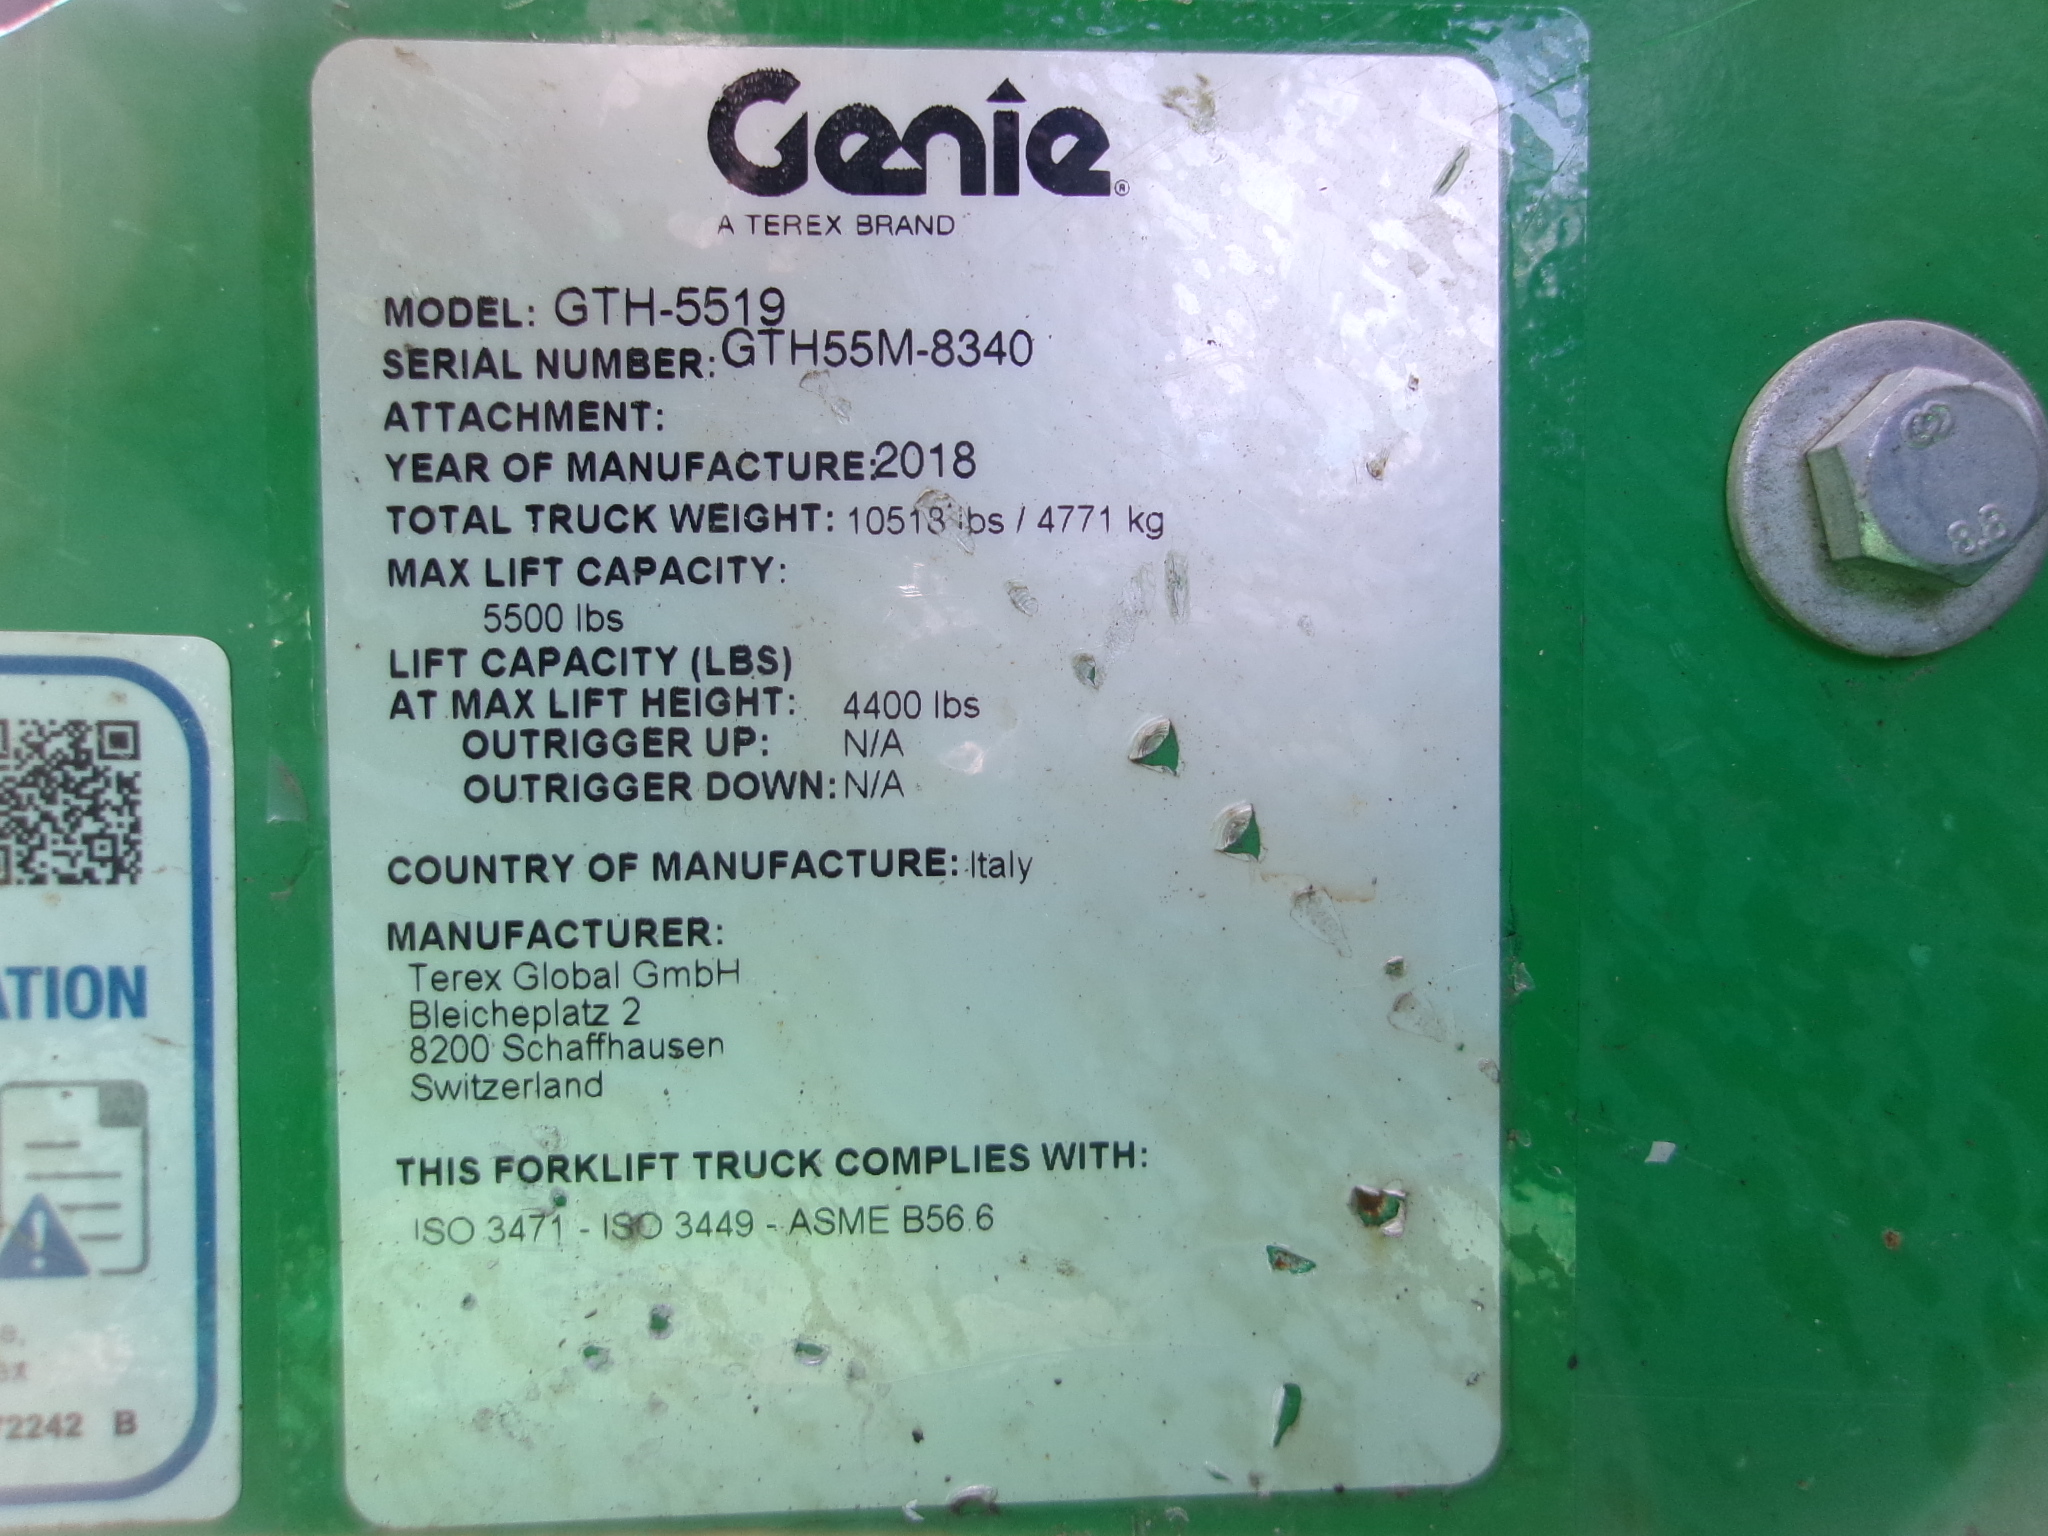 Genie®
A TEREX BRAND
MODEL: GTH-5519
SERIAL NUMBER: GTH55M-8340
ATTACHMENT:
YEAR OF MANUFACTURE: 2018
TOTAL TRUCK WEIGHT: 10518 lbs / 4771 kg
MAX LIFT CAPACITY:
5500 lbs
LIFT CAPACITY (LBS)
AT MAX LIFT HEIGHT: 4400 lbs
OUTRIGGER UP: N/A
OUTRIGGER DOWN: N/A
COUNTRY OF MANUFACTURE: Italy
MANUFACTURER:
Terex Global GmbH
Bleicheplatz 2
8200 Schaffhausen
Switzerland
THIS FORKLIFT TRUCK COMPLIES WITH:
ISO 3471 - ISO 3449 - ASME B56.6
ATION
72242 B
8.8